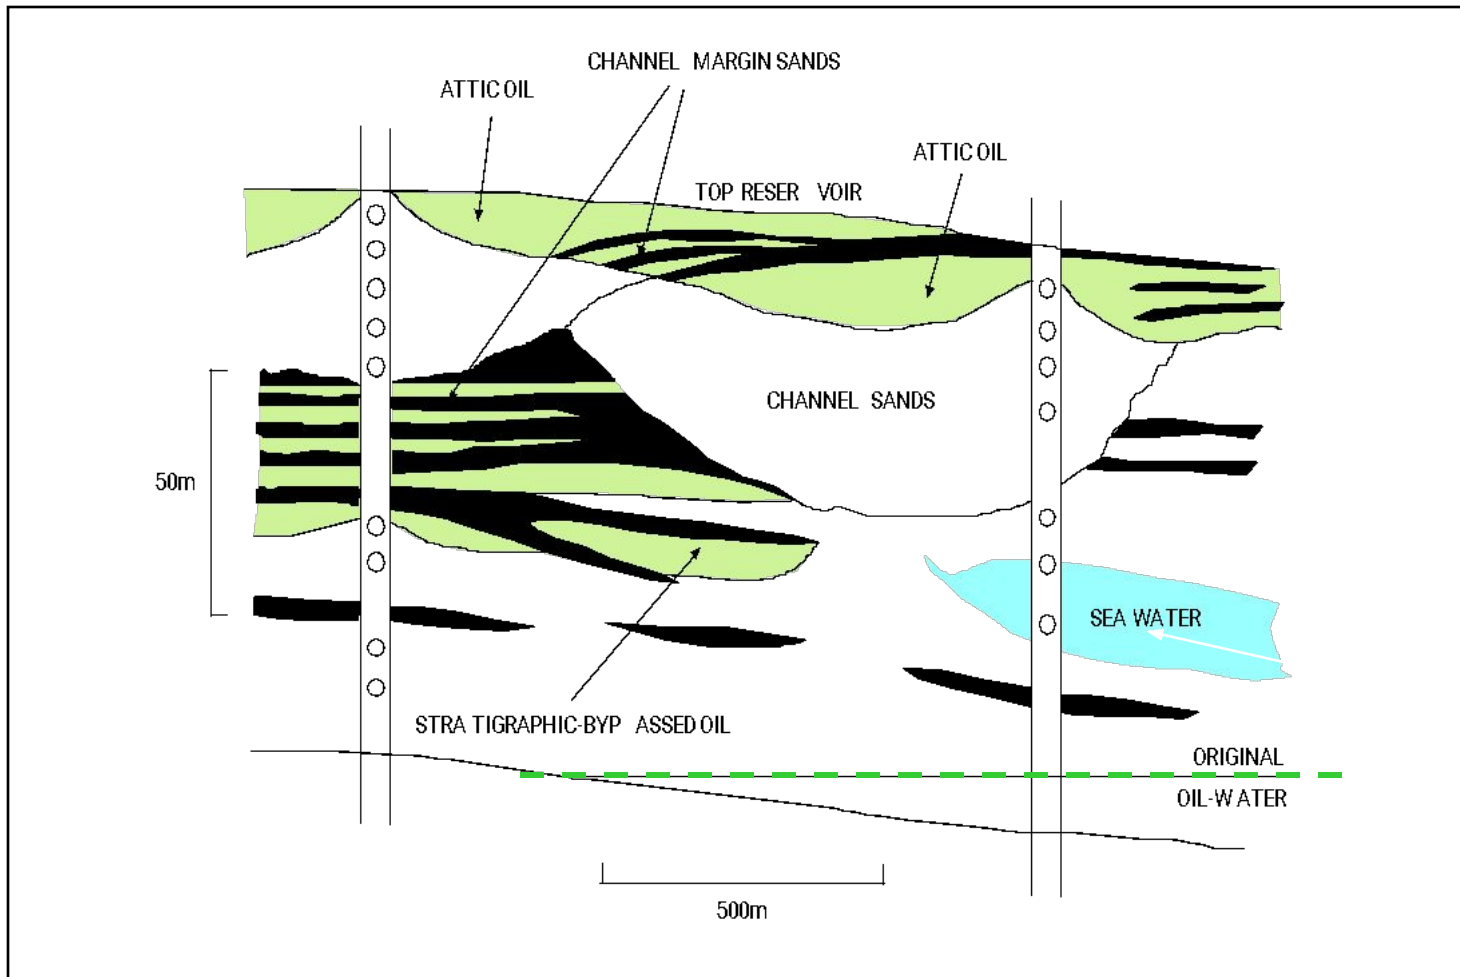 CHANNEL MARGIN SANDS
ATTIC OIL
ATTIC OIL
TOP RESER VOIR
CHANNEL SANDS
50m
SEA WATER
STRA TIGRAPHIC-BYP ASSED OIL
ORIGINAL
OIL-W ATER
500m